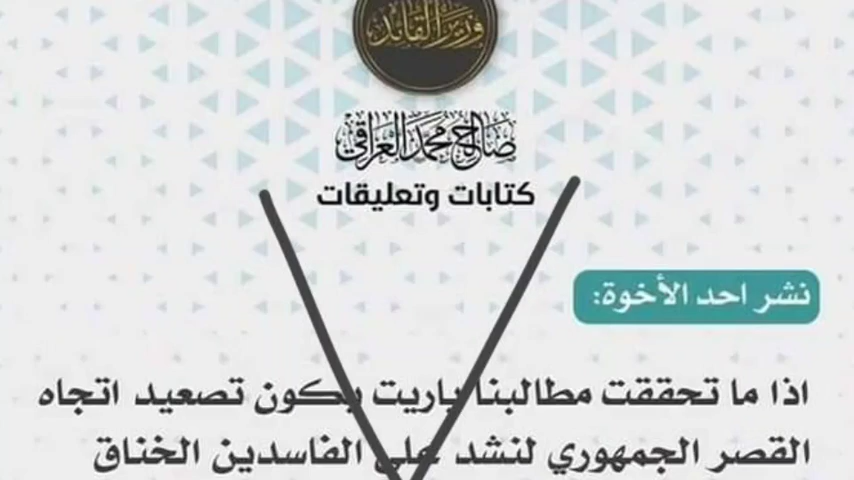 وزير القائد
صالح محمد العراقي
كتابات وتعليقات
نشر احد الأخوة:
اذا ما تحققت مطالبنا ياريت يكون تصعيد اتجاه
القصر الجمهوري لنشد على الفاسدين الخناق